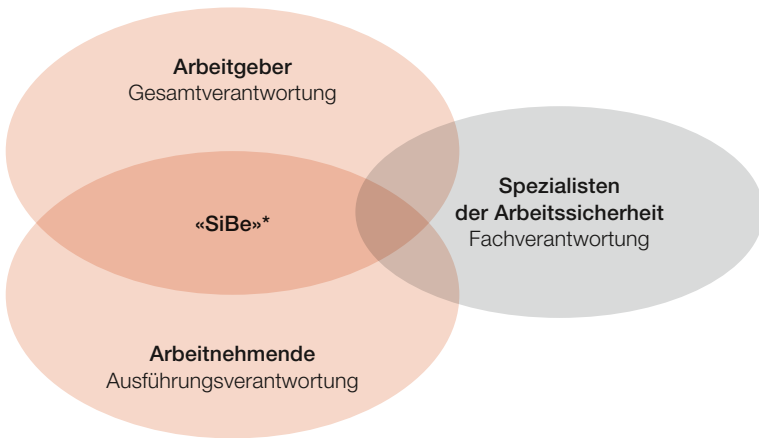 Arbeitgeber
Gesamtverantwortung
«SiBe»*
Spezialisten
der Arbeitssicherheit
Fachverantwortung
Arbeitnehmende
Ausführungsverantwortung